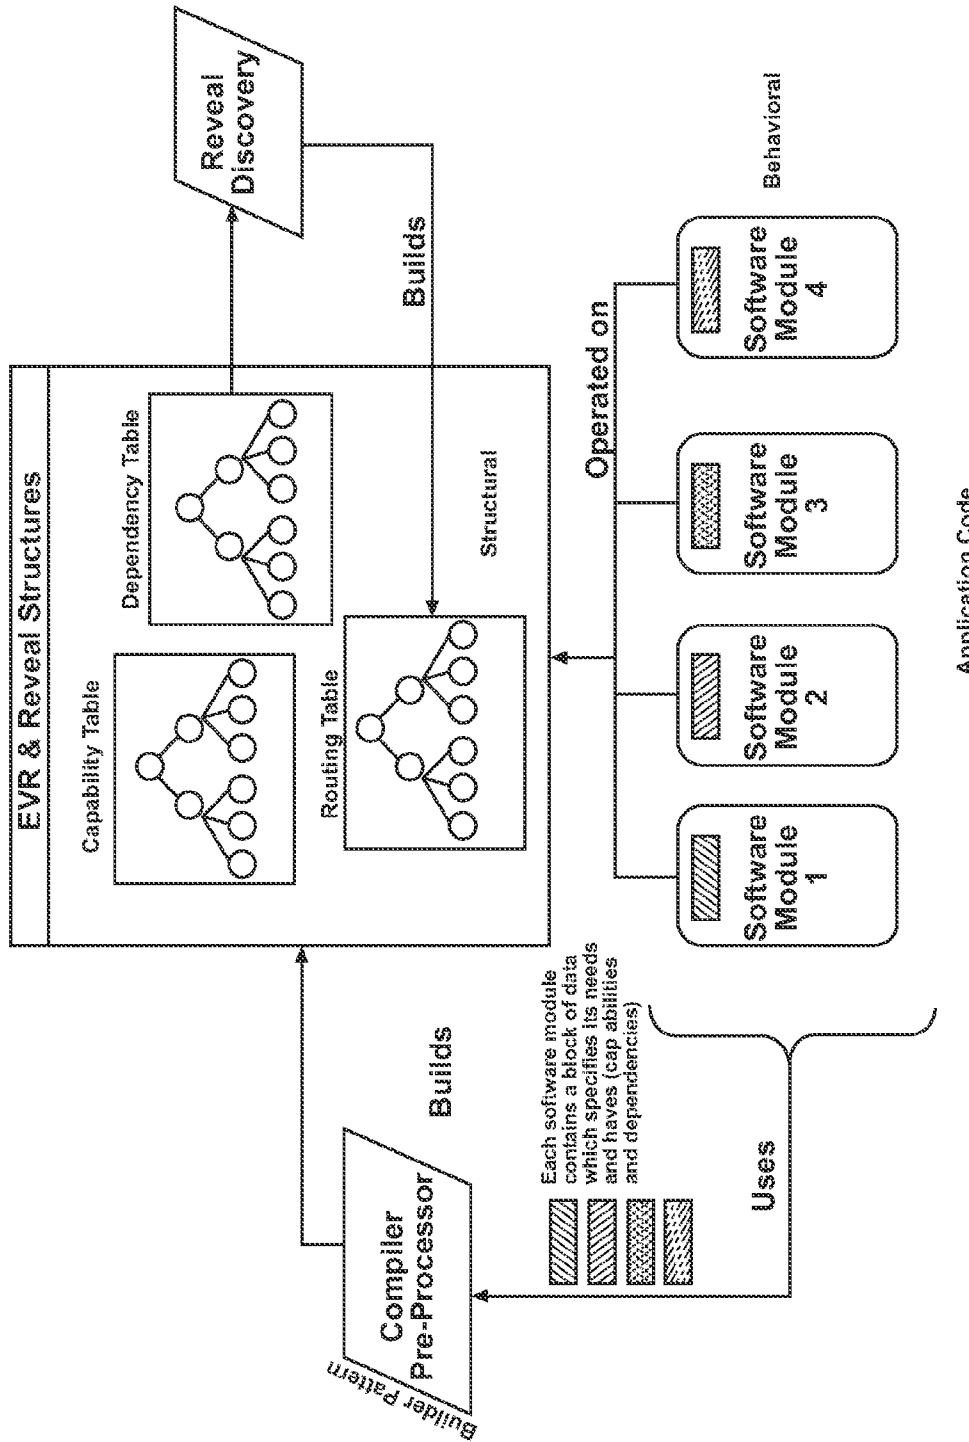 EVR & Reveal Structures
Capability Table
Dependency Table
Routing Table
Structural
Reveal
Discovery
Builds
Compiler
Pre-Processor
Builder Pattern
Builds
Each software module
contains a block of data
which specifies its needs
and haves (cap abilities
and dependencies)
Uses
Operated on
Software
Module
1
Software
Module
2
Software
Module
3
Software
Module
4
Behavioral
Application Code